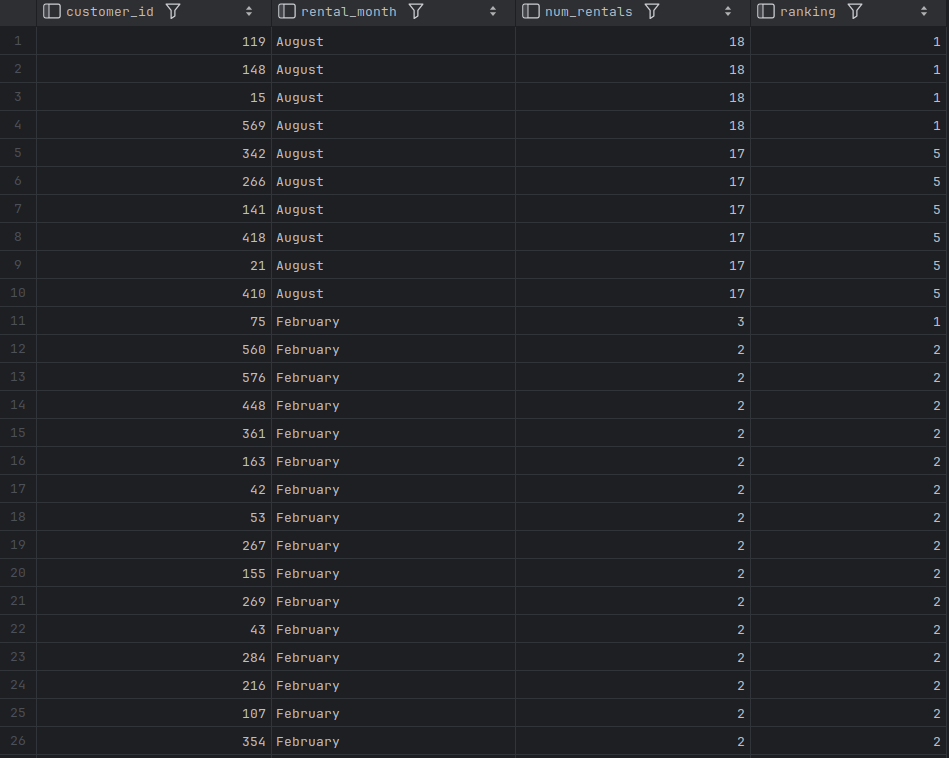 customer_id rental_month num_rentals ranking
1 119 August 18 1
2 148 August 18 1
3 15 August 18 1
4 569 August 18 1
5 342 August 17 5
6 266 August 17 5
7 141 August 17 5
8 418 August 17 5
9 21 August 17 5
10 410 August 17 5
11 75 February 3 1
12 560 February 2 2
13 576 February 2 2
14 448 February 2 2
15 361 February 2 2
16 163 February 2 2
17 42 February 2 2
18 53 February 2 2
19 267 February 2 2
20 155 February 2 2
21 269 February 2 2
22 43 February 2 2
23 284 February 2 2
24 216 February 2 2
25 107 February 2 2
26 354 February 2 2